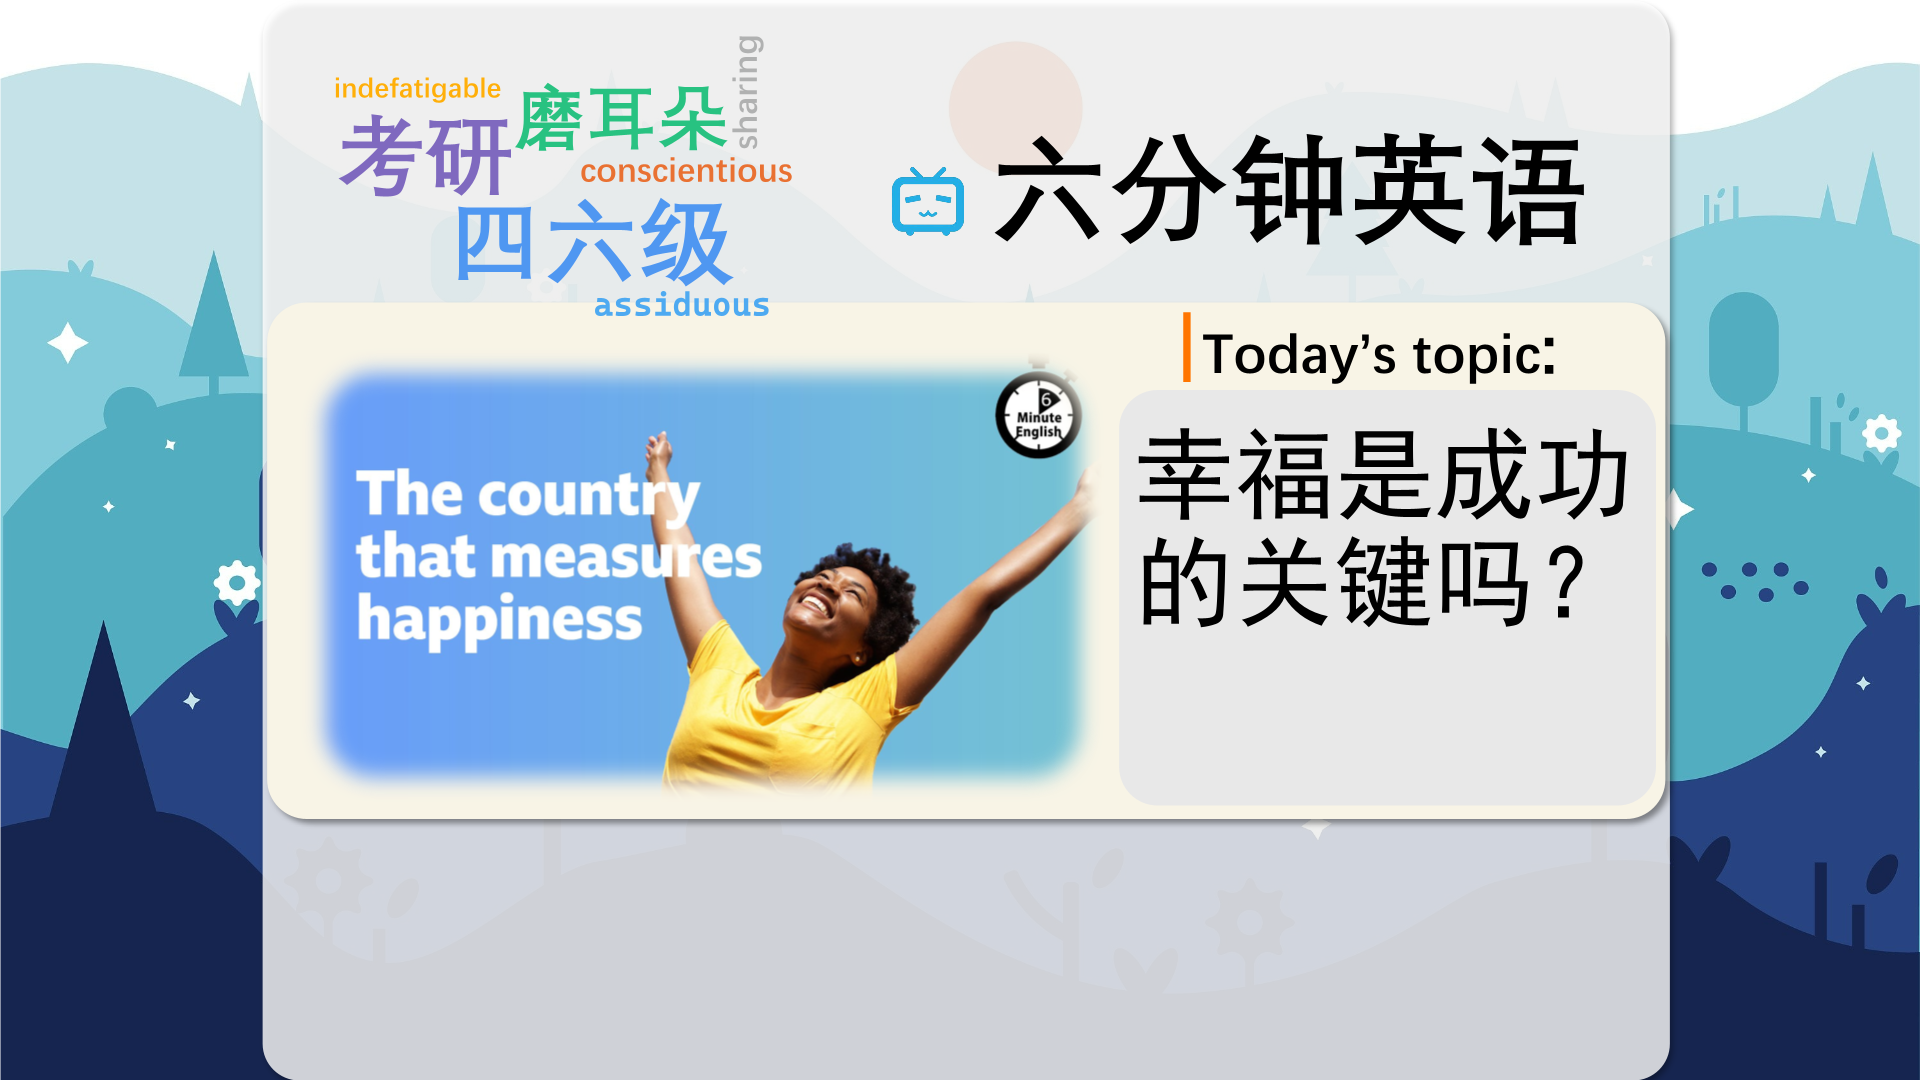 indefatigable
考研
磨耳朵
sharing
conscientious
四六级
assiduous
六分钟英语
Today’s topic:
6
Minute
English
The country
that measures
happiness
幸福是成功
的关键吗？